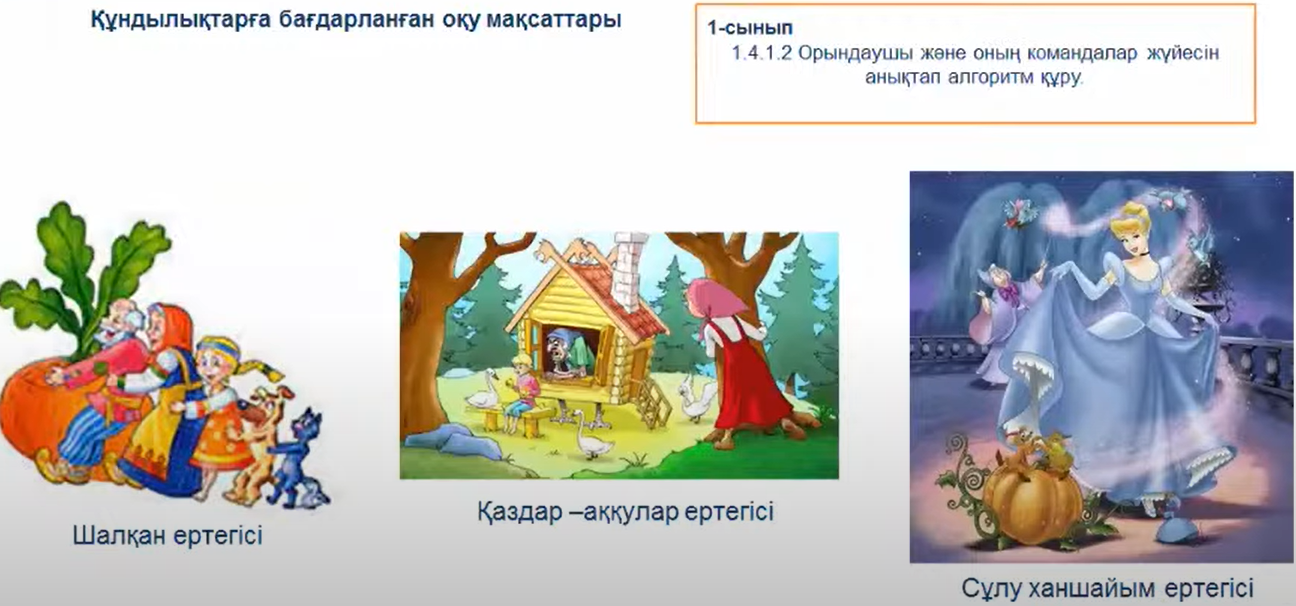 Құндылықтарға бағдарланған оқу мақсаттары
1-сынып
1.4.1.2 Орындаушы және оның командалар жүйесін
анықтап алгоритм құру.
Шалқан ертегісі
Қаздар –аққулар ертегісі
Сұлу ханшайым ертегісі